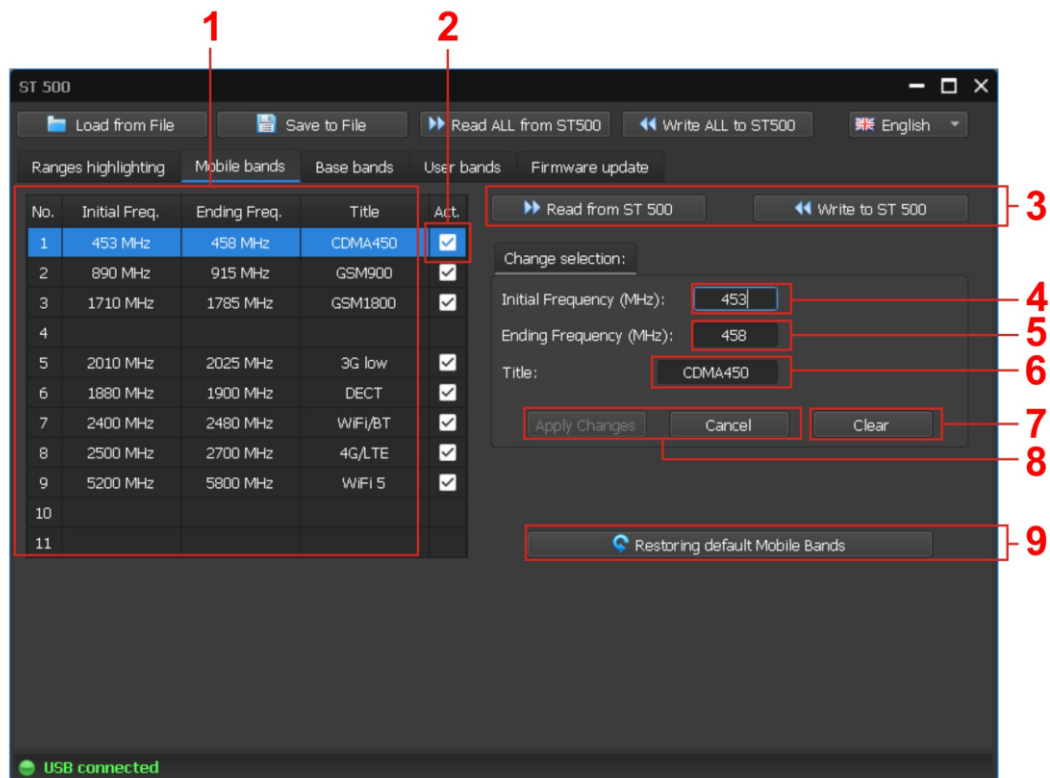 1 2
ST 500
Load from File Save to File Read ALL from ST500 Write ALL to ST500 English
Ranges highlighting Mobile bands Base bands User bands Firmware update
No. Initial Freq. Ending Freq. Title Act.
1 453 MHz 458 MHz CDMA450
2 890 MHz 915 MHz GSM900
3 1710 MHz 1785 MHz GSM1800
4
5 2010 MHz 2025 MHz 3G low
6 1880 MHz 1900 MHz DECT
7 2400 MHz 2480 MHz WiFi/BT
8 2500 MHz 2700 MHz 4G/LTE
9 5200 MHz 5800 MHz WiFi 5
10
11
Read from ST 500 Write to ST 500 3
Change selection:
Initial Frequency (MHz): 453 4
Ending Frequency (MHz): 458 5
Title: CDMA450 6
Apply Changes Cancel Clear 7
8
Restoring default Mobile Bands 9
USB connected